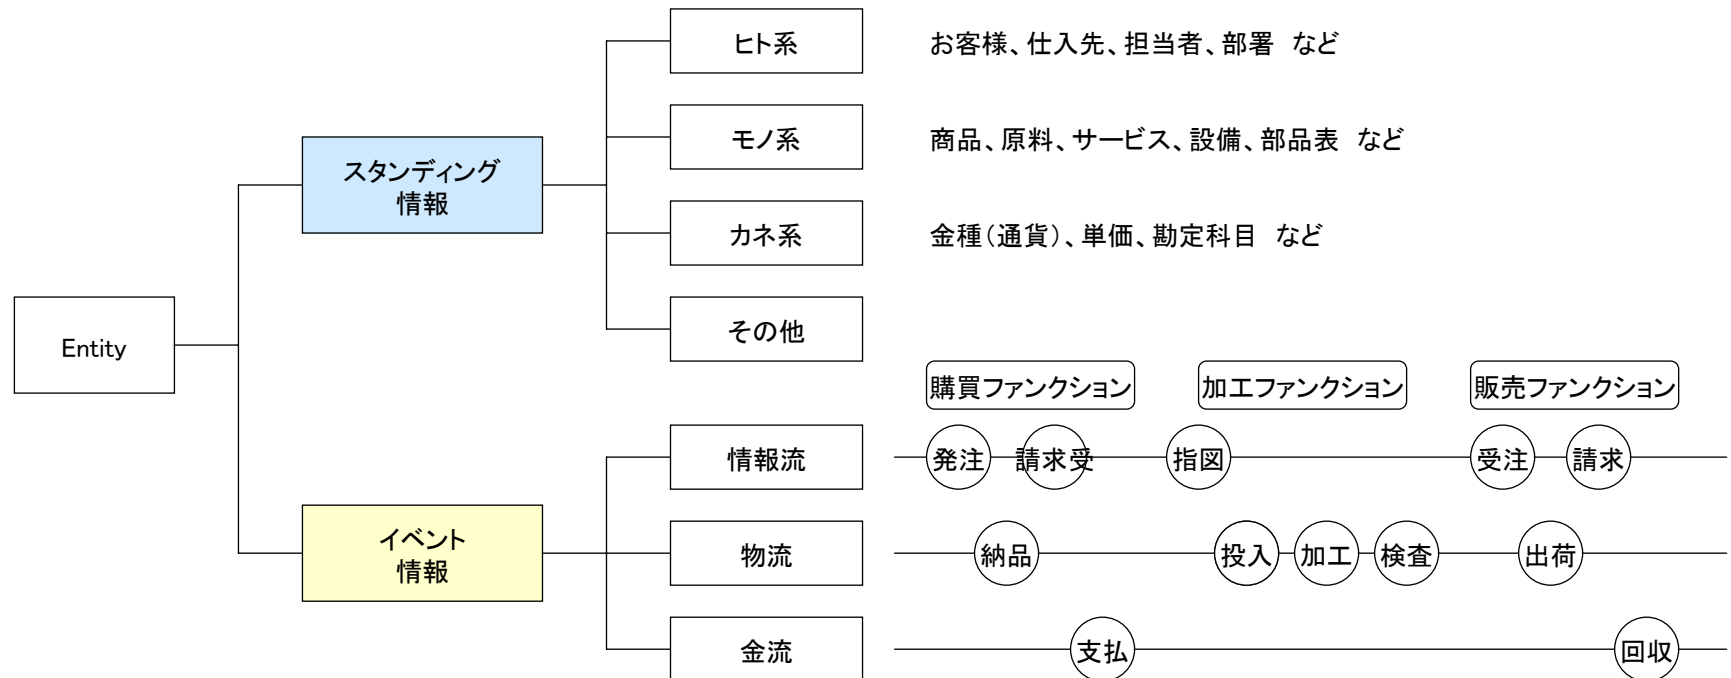 ヒト系
お客様、仕入先、担当者、部署 など
モノ系
商品、原料、サービス、設備、部品表 など
スタンディング
情報
カネ系
金種(通貨)、単価、勘定科目 など
Entity
その他
購買ファンクション
加工ファンクション
販売ファンクション
情報流
発注
請求受
指図
受注
請求
イベント
情報
物流
納品
投入
加工
検査
出荷
金流
支払
回収